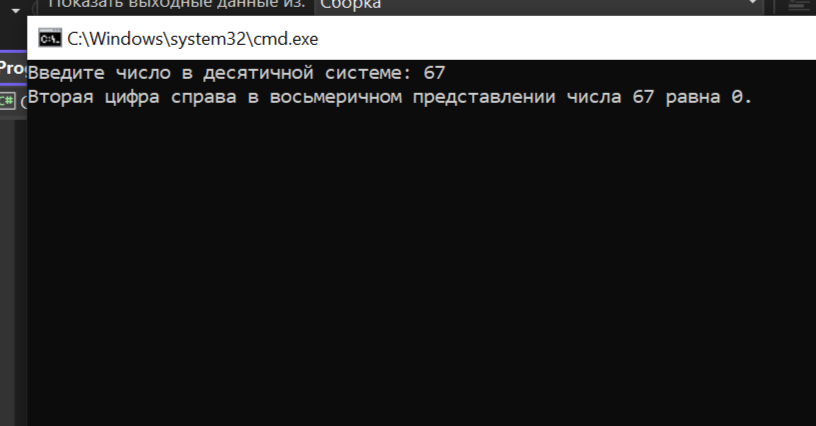 Показать выходные данные из: Сборка
C:\Windows\system32\cmd.exe
Введите число в десятичной системе: 67
Вторая цифра справа в восьмеричном представлении числа 67 равна 0.
C#